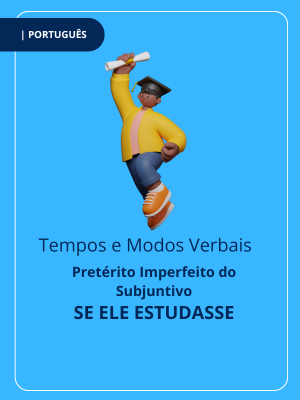 | PORTUGUÊS
Tempos e Modos Verbais
Pretérito Imperfeito do
Subjuntivo
SE ELE ESTUDASSE